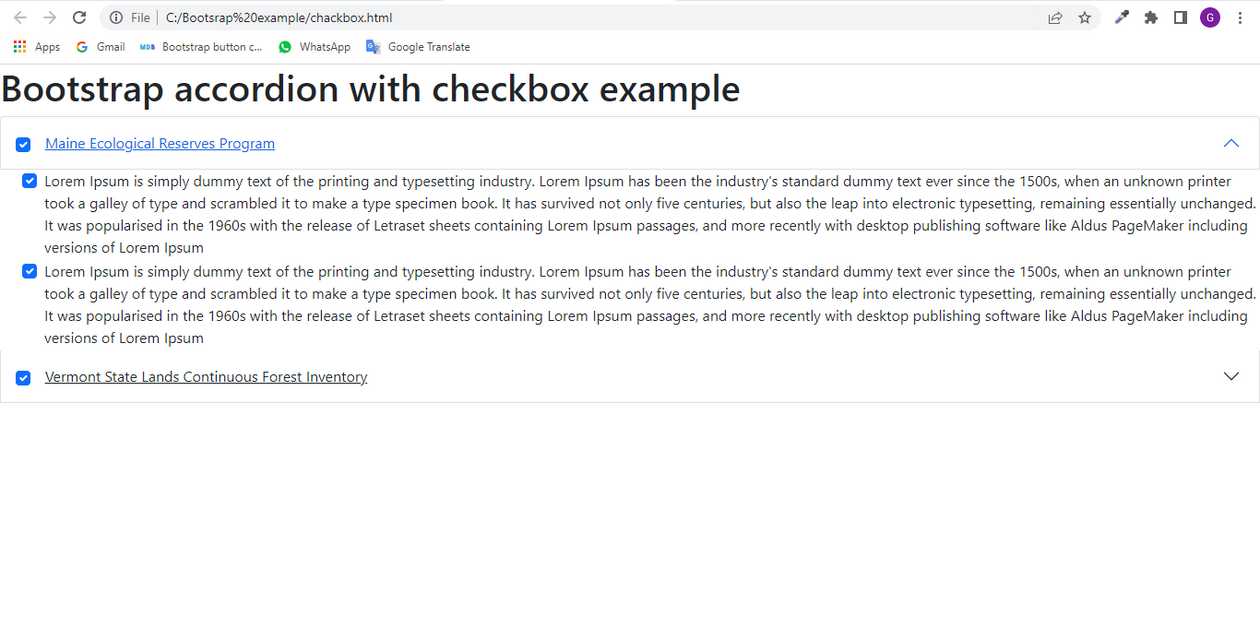 File C:/Bootsrap%20example/chackbox.html G
Apps Gmail MDB Bootstrap button c... WhatsApp Google Translate
Bootstrap accordion with checkbox example
Maine Ecological Reserves Program
Lorem Ipsum is simply dummy text of the printing and typesetting industry. Lorem Ipsum has been the industry's standard dummy text ever since the 1500s, when an unknown printer
took a galley of type and scrambled it to make a type specimen book. It has survived not only five centuries, but also the leap into electronic typesetting, remaining essentially unchanged.
It was popularised in the 1960s with the release of Letraset sheets containing Lorem Ipsum passages, and more recently with desktop publishing software like Aldus PageMaker including
versions of Lorem Ipsum
Lorem Ipsum is simply dummy text of the printing and typesetting industry. Lorem Ipsum has been the industry's standard dummy text ever since the 1500s, when an unknown printer
took a galley of type and scrambled it to make a type specimen book. It has survived not only five centuries, but also the leap into electronic typesetting, remaining essentially unchanged.
It was popularised in the 1960s with the release of Letraset sheets containing Lorem Ipsum passages, and more recently with desktop publishing software like Aldus PageMaker including
versions of Lorem Ipsum
Vermont State Lands Continuous Forest Inventory